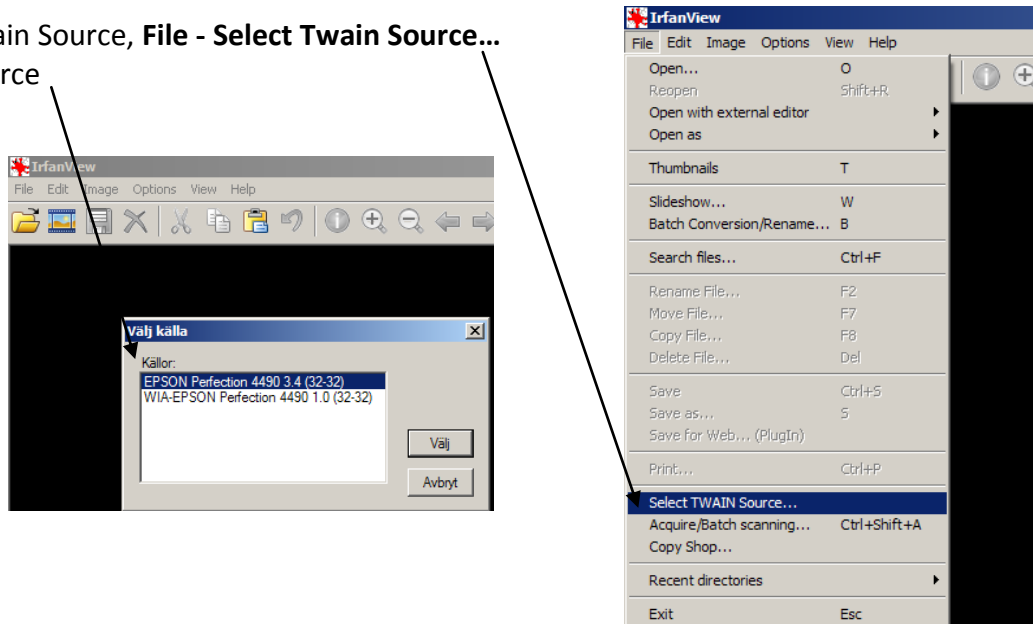 ain Source, File - Select Twain Source…
rce
IrfanView
File Edit Image Options View Help
Välj källa
Källor:
EPSON Perfection 4490 3.4 (32-32)
WIA-EPSON Perfection 4490 1.0 (32-32)
Välj
Avbryt
IrfanView
File Edit Image Options View Help
Open... O
Reopen Shift+R
Open with external editor
Open as
Thumbnails T
Slideshow... W
Batch Conversion/Rename... B
Search files... Ctrl+F
Rename File... F2
Move File... F7
Copy File... F8
Delete File... Del
Save Ctrl+S
Save as... S
Save for Web... (PlugIn)
Print... Ctrl+P
Select TWAIN Source...
Acquire/Batch scanning... Ctrl+Shift+A
Copy Shop...
Recent directories
Exit Esc